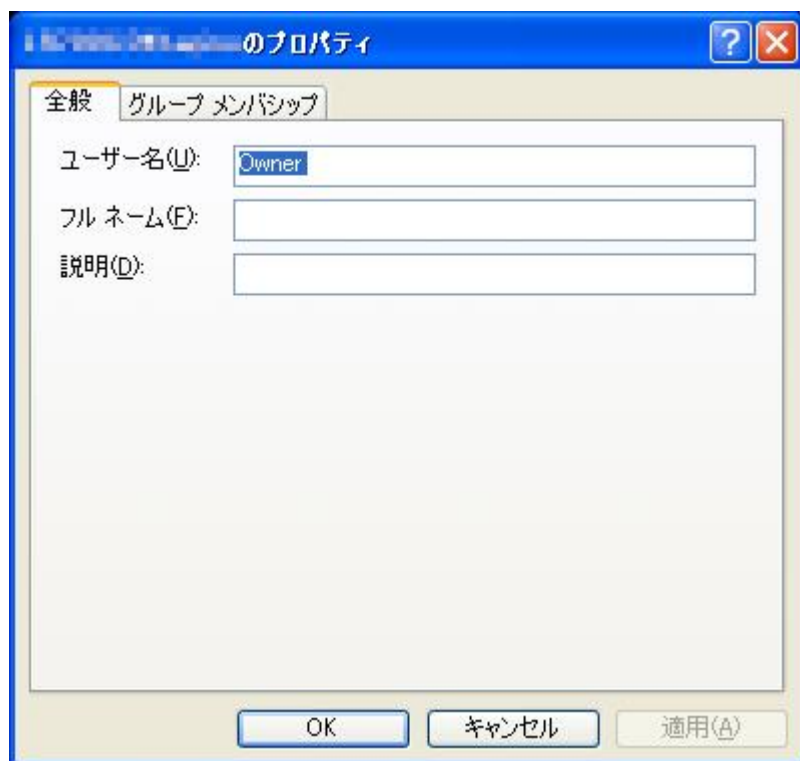 のプロパティ
全般 グループ メンバシップ
ユーザー名(U): Owner
フル ネーム(F):
説明(D):
OK キャンセル 適用(A)